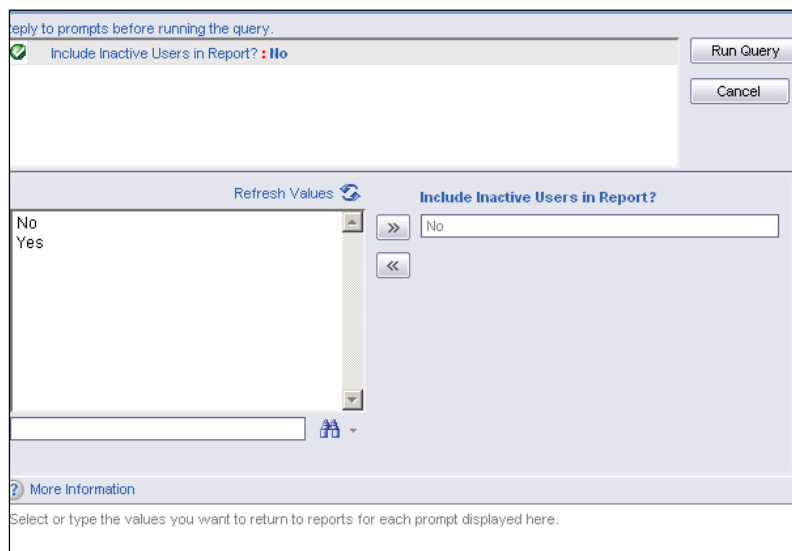 eply to prompts before running the query.
Include Inactive Users in Report? : No
Run Query
Cancel
Refresh Values
Include Inactive Users in Report?
No
Yes
»
No
«
? More Information
Select or type the values you want to return to reports for each prompt displayed here.